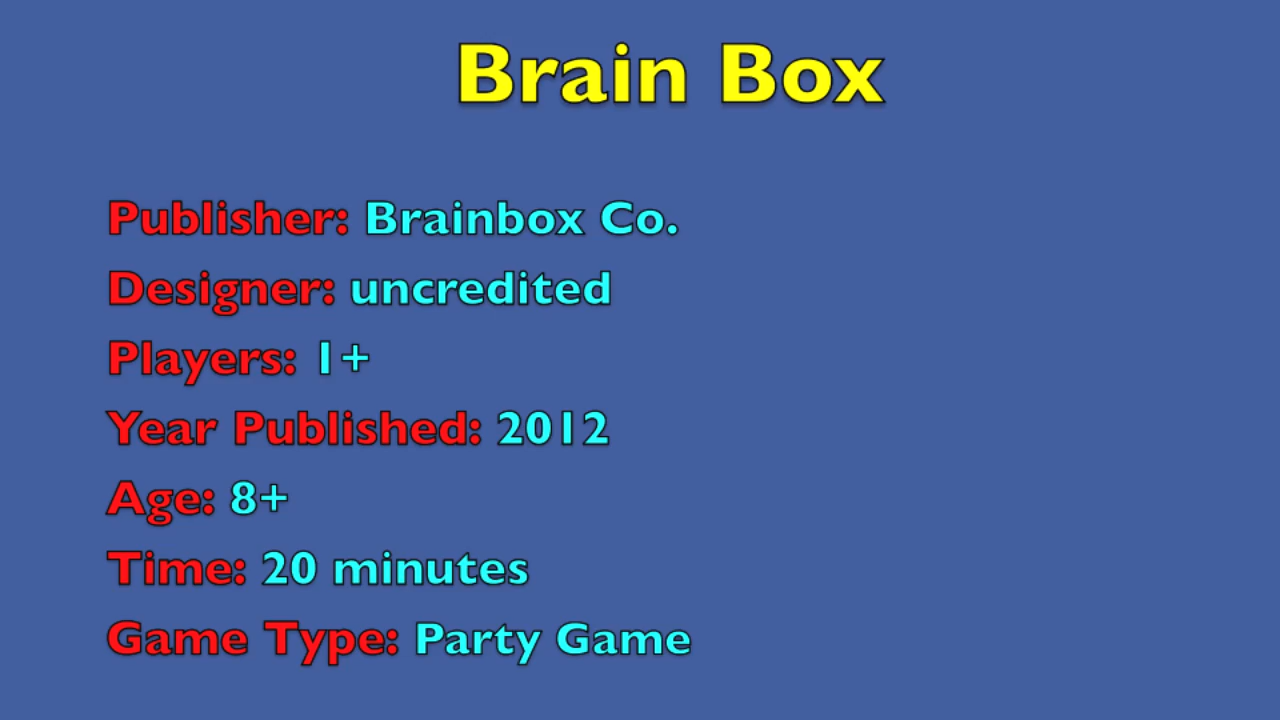 Brain Box
Publisher: Brainbox Co.
Designer: uncredited
Players: 1+
Year Published: 2012
Age: 8+
Time: 20 minutes
Game Type: Party Game